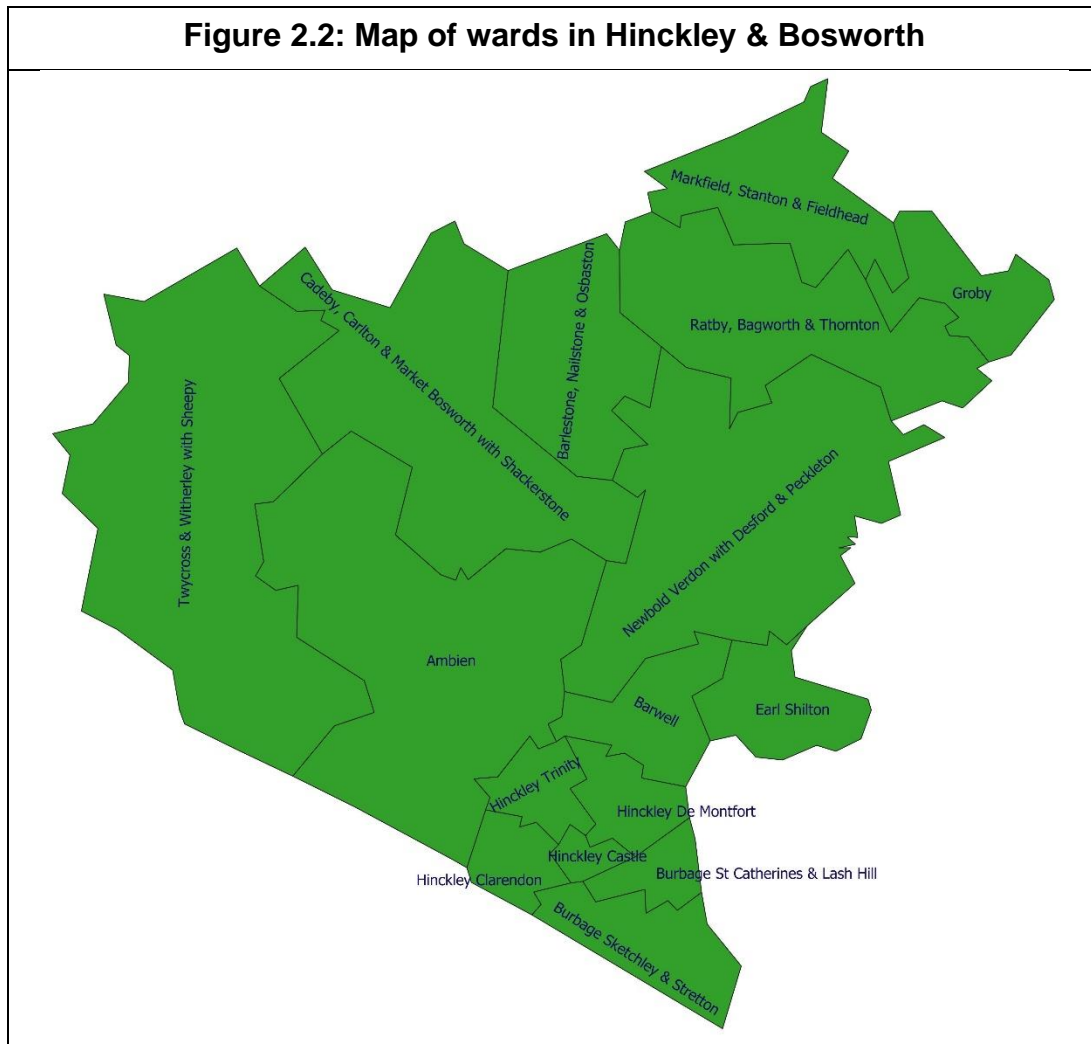 Figure 2.2: Map of wards in Hinckley & Bosworth
Markfield, Stanton & Fieldhead
Groby
Cadeby, Carlton & Market Bosworth with Shackerstone
Barlestone, Nailstone & Osbaston
Ratby, Bagworth & Thornton
Twycross & Witherley with Sheepy
Newbold Verdon with Desford & Peckleton
Ambien
Barwell
Earl Shilton
Hinckley Trinity
Hinckley De Montfort
Hinckley Castle
Hinckley Clarendon
Burbage St Catherines & Lash Hill
Burbage Sketchley & Stretton